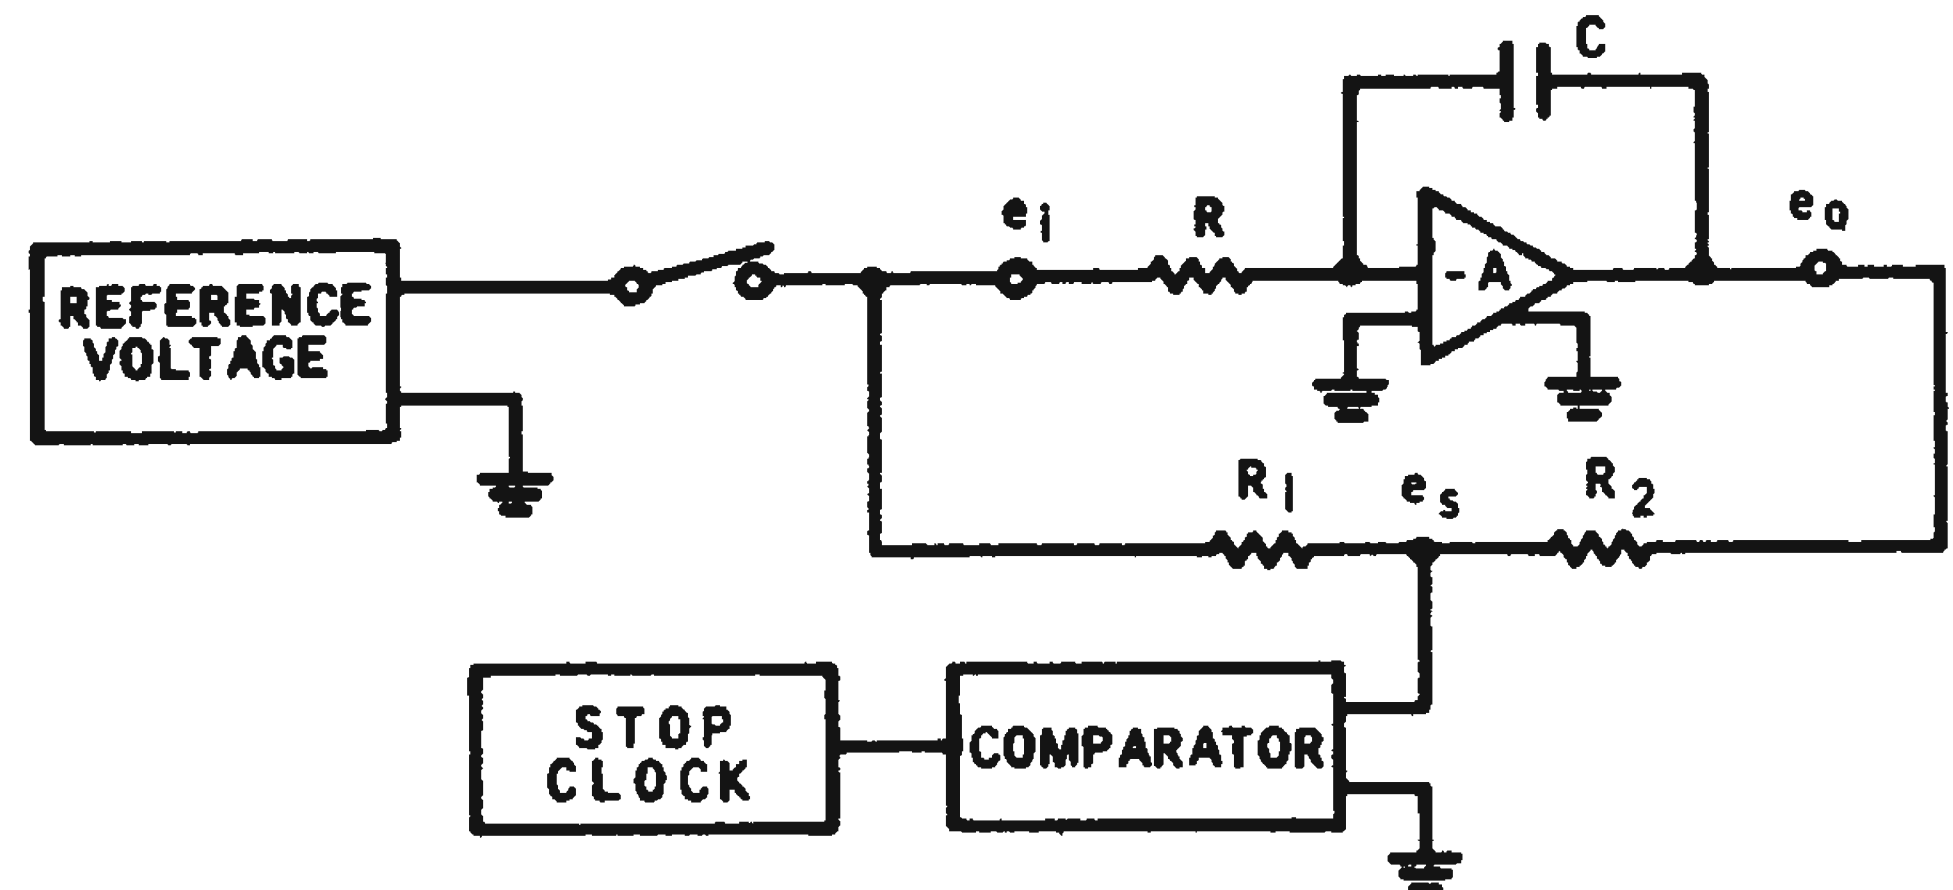 C
e i
R
e o
-A
REFERENCE
VOLTAGE
R 1
e s
R 2
STOP
CLOCK
COMPARATOR